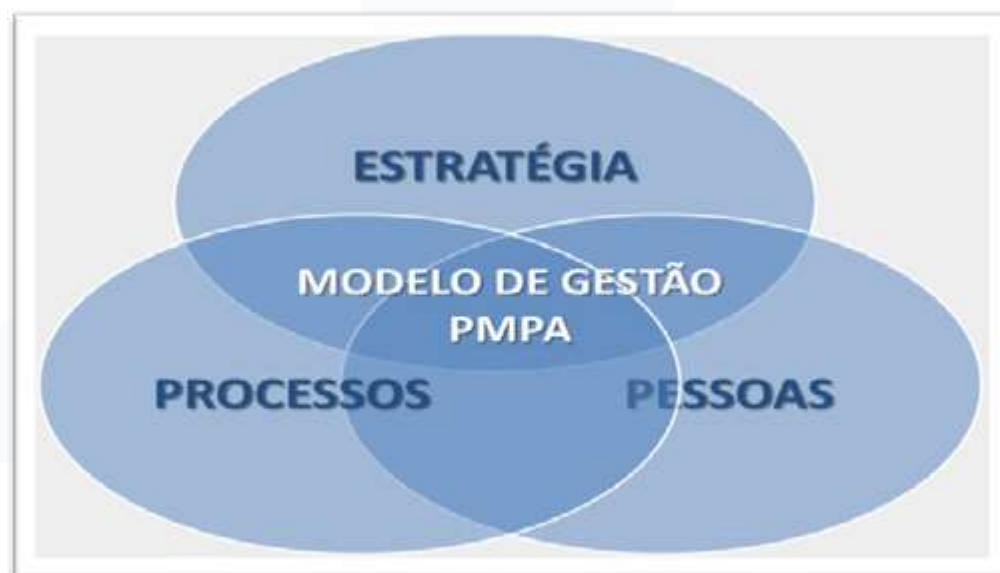 ESTRATÉGIA
MODELO DE GESTÃO
PMPA
PROCESSOS
PESSOAS